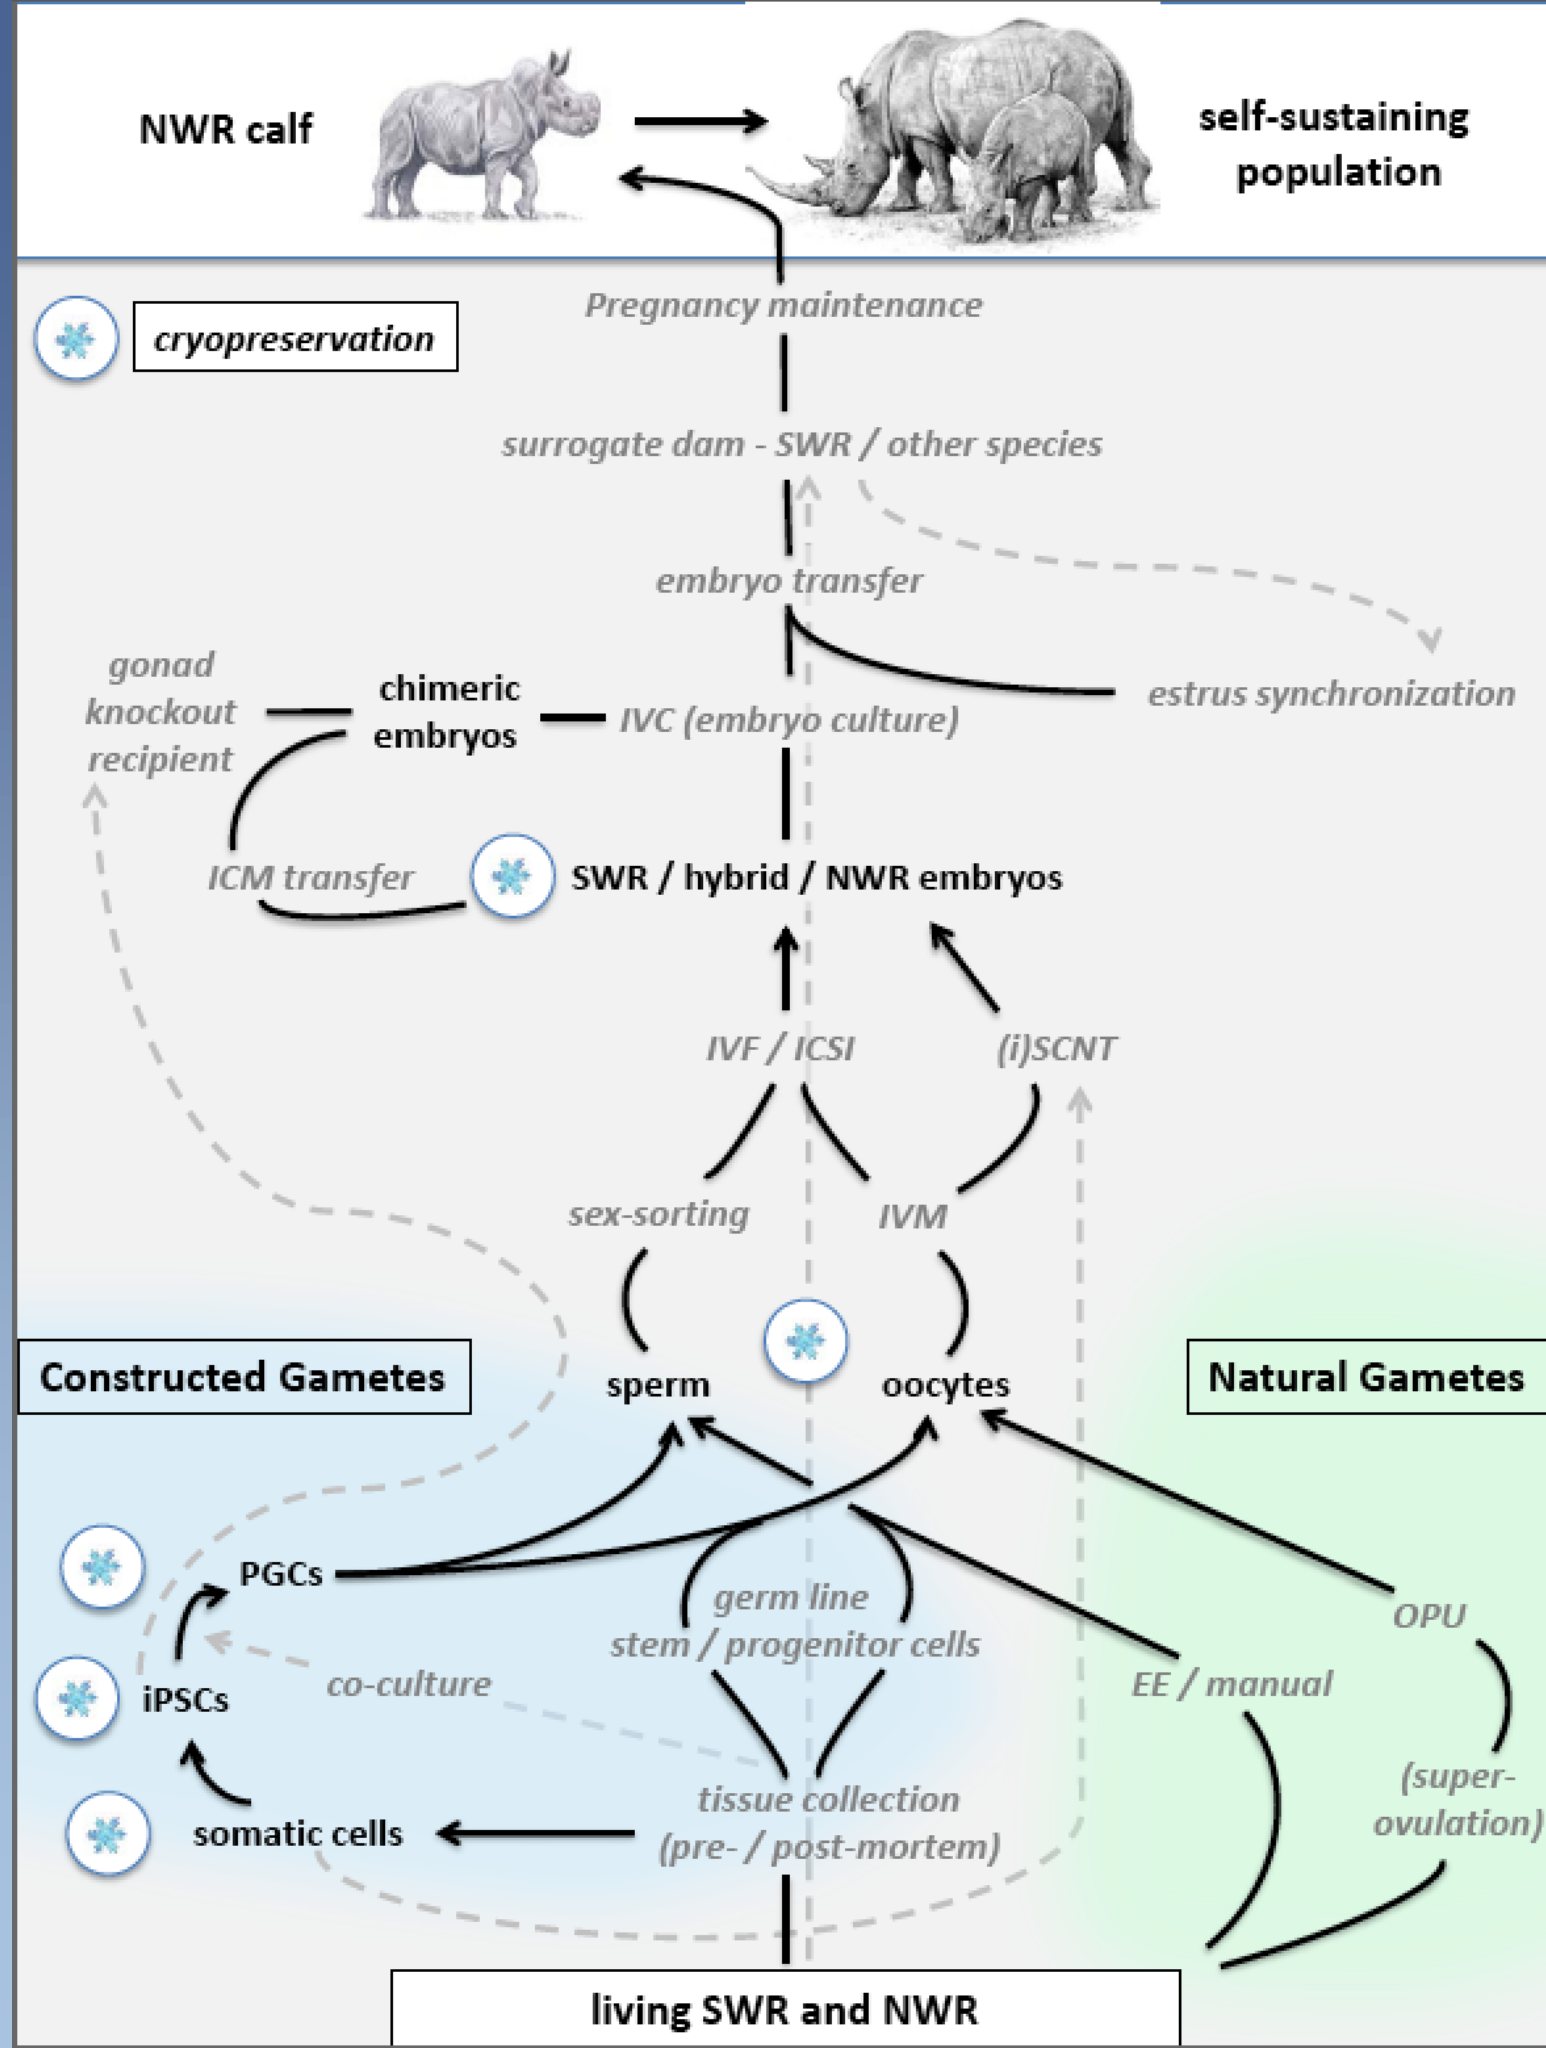 NWR calf
self-sustaining
population
Pregnancy maintenance
cryopreservation
surrogate dam - SWR / other species
embryo transfer
gonad
knockout
recipient
chimeric
embryos
IVC (embryo culture)
estrus synchronization
ICM transfer
SWR / hybrid / NWR embryos
IVF / ICSI
(i)SCNT
sex-sorting
IVM
Constructed Gametes
sperm
oocytes
Natural Gametes
PGCs
germ line
stem / progenitor cells
OPU
co-culture
iPSCs
EE / manual
tissue collection
(pre- / post-mortem)
(super-
ovulation)
somatic cells
living SWR and NWR